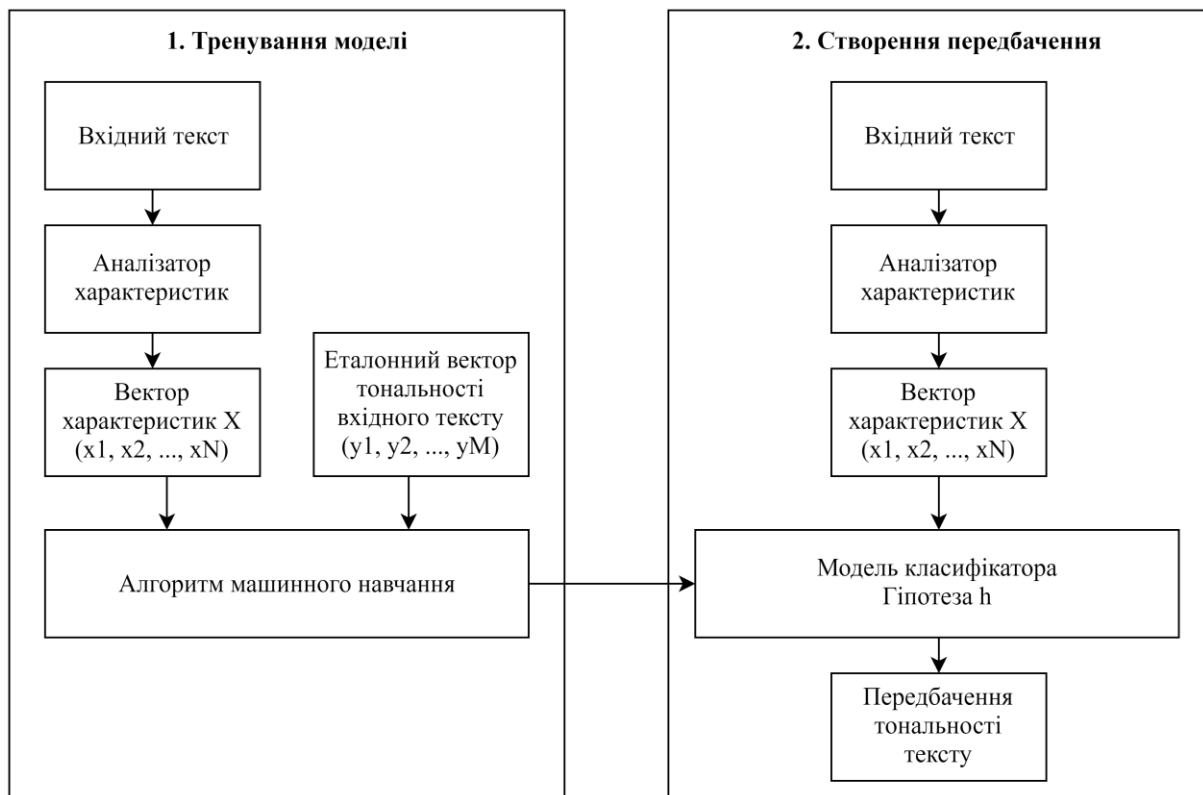 1. Тренування моделі
Вхідний текст
Аналізатор
характеристик
Вектор
характеристик X
(x1, x2, ..., xN)
Еталонний вектор
тональності
вхідного тексту
(y1, y2, ..., yM)
Алгоритм машинного навчання
2. Створення передбачення
Вхідний текст
Аналізатор
характеристик
Вектор
характеристик X
(x1, x2, ..., xN)
Модель класифікатора
Гіпотеза h
Передбачення
тональності
тексту